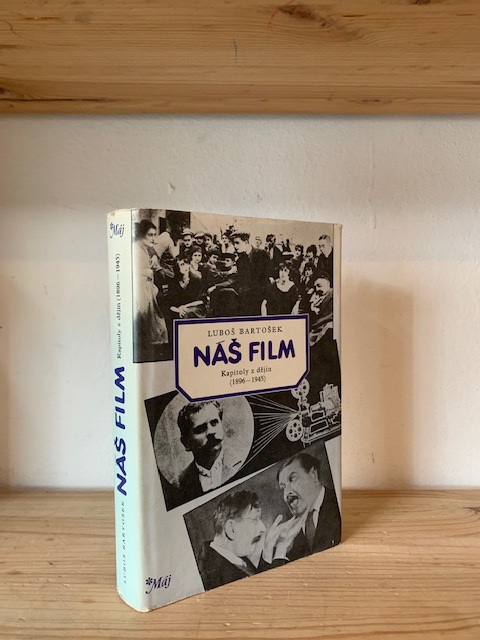 LUBOŠ BARTOŠEK
NÁŠ FILM
Kapitoly z dějin
(1896–1945)
*Máj
*Máj
Kapitoly z dějin (1896–1945)
NÁŠ FILM
LUBOŠ BARTOŠEK